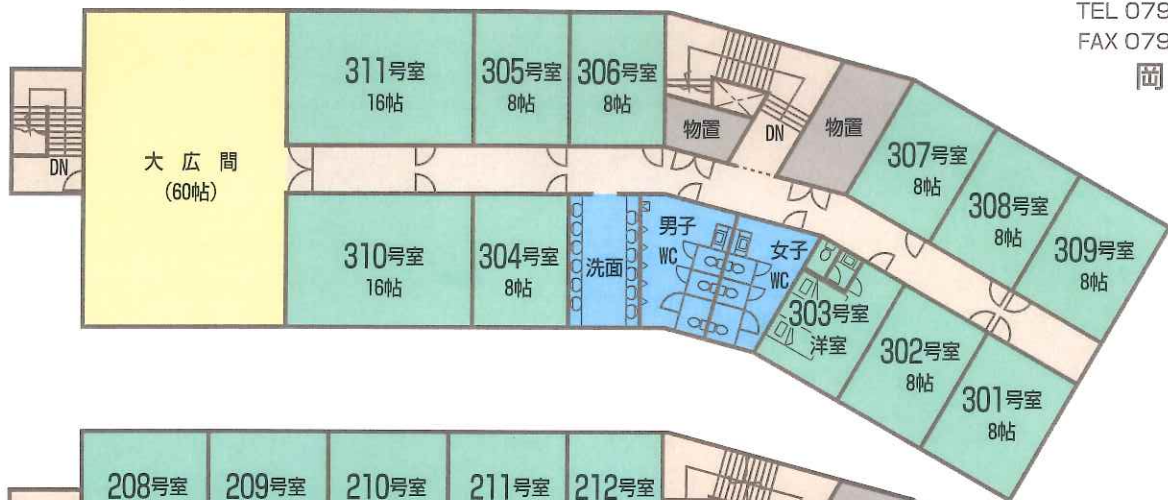 TEL 079
FAX 079
岡
311号室
16帖
305号室
8帖
306号室
8帖
物置
DN
物置
307号室
8帖
308号室
8帖
309号室
8帖
DN
大広間
(60帖)
310号室
16帖
304号室
8帖
洗面
男子
WC
女子
WC
303号室
洋室
302号室
8帖
301号室
8帖
208号室
209号室
210号室
211号室
212号室